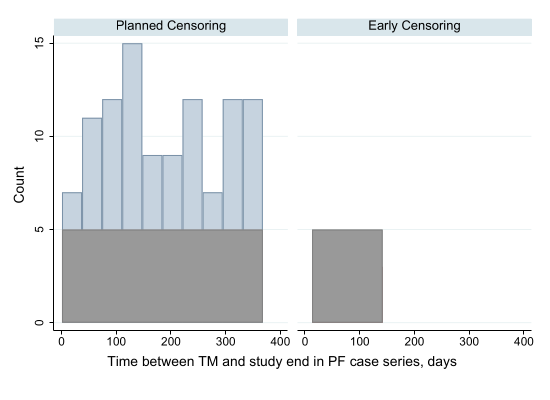 Planned Censoring
Early Censoring
15
10
5
0
Count
0 100 200 300 400
0 100 200 300 400
Time between TM and study end in PF case series, days